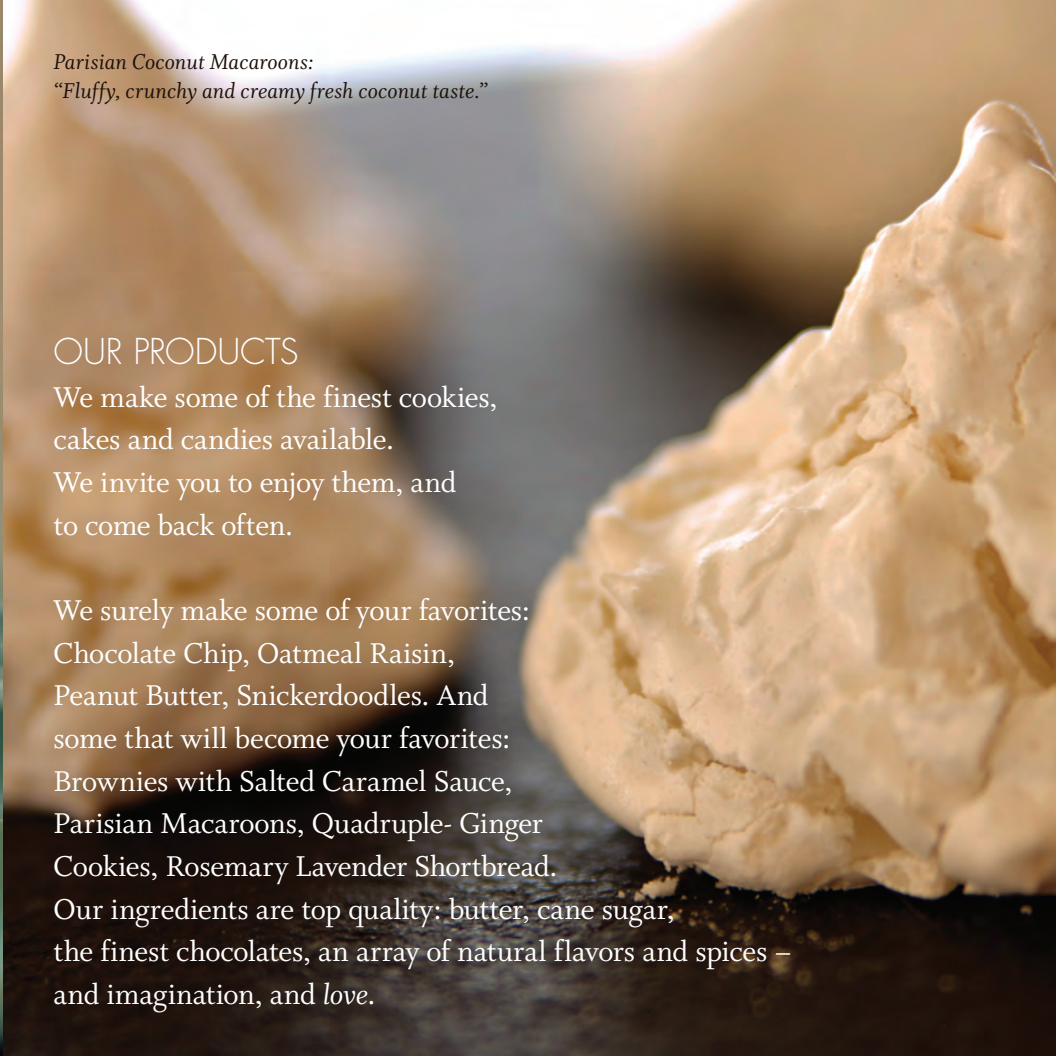 Parisian Coconut Macaroons:
“Fluffy, crunchy and creamy fresh coconut taste.”
OUR PRODUCTS
We make some of the finest cookies,
cakes and candies available.
We invite you to enjoy them, and
to come back often.
We surely make some of your favorites:
Chocolate Chip, Oatmeal Raisin,
Peanut Butter, Snickerdoodles. And
some that will become your favorites:
Brownies with Salted Caramel Sauce,
Parisian Macaroons, Quadruple- Ginger
Cookies, Rosemary Lavender Shortbread.
Our ingredients are top quality: butter, cane sugar,
the finest chocolates, an array of natural flavors and spices –
and imagination, and love.